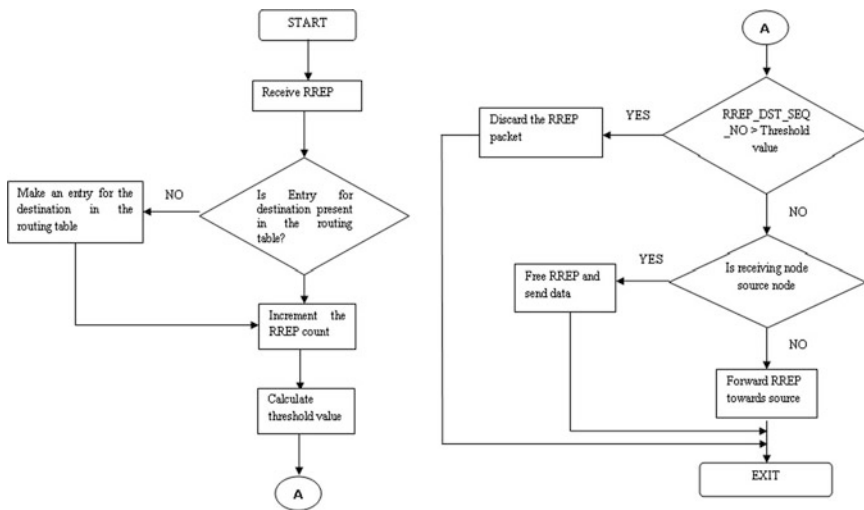 START
Receive RREP
Is Entry for
destination present
in the routing
table?
NO
Make an entry for the
destination in the
routing table
Increment the
RREP count
Calculate
threshold value
A
A
RREP_DST_SEQ
_NO > Threshold
value
YES
Discard the RREP
packet
NO
Is receiving node
source node
YES
Free RREP and
send data
NO
Forward RREP
towards source
EXIT